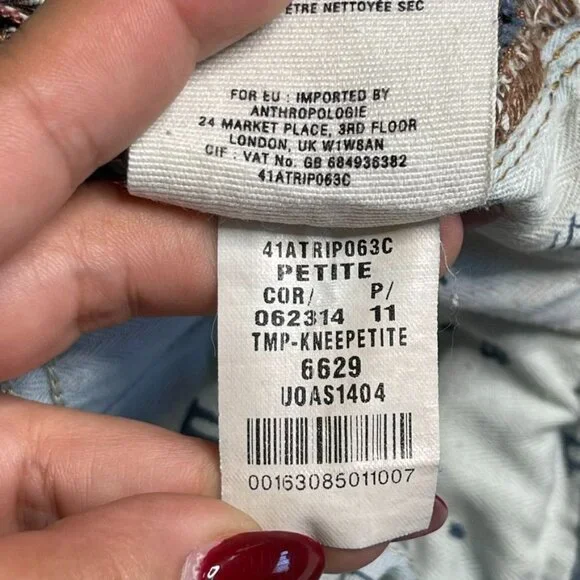 ÊTRE NETTOYÉE SEC
FOR EU : IMPORTED BY
ANTHROPOLOGIE
24 MARKET PLACE, 3RD FLOOR
LONDON, UK W1W8AN
CIF : VAT No. GB 684936382
41ATRIP063C
41ATRIP063C
PETITE
COR/ P/
062314 11
TMP-KNEEPETITE
6629
UOAS1404
00163085011007